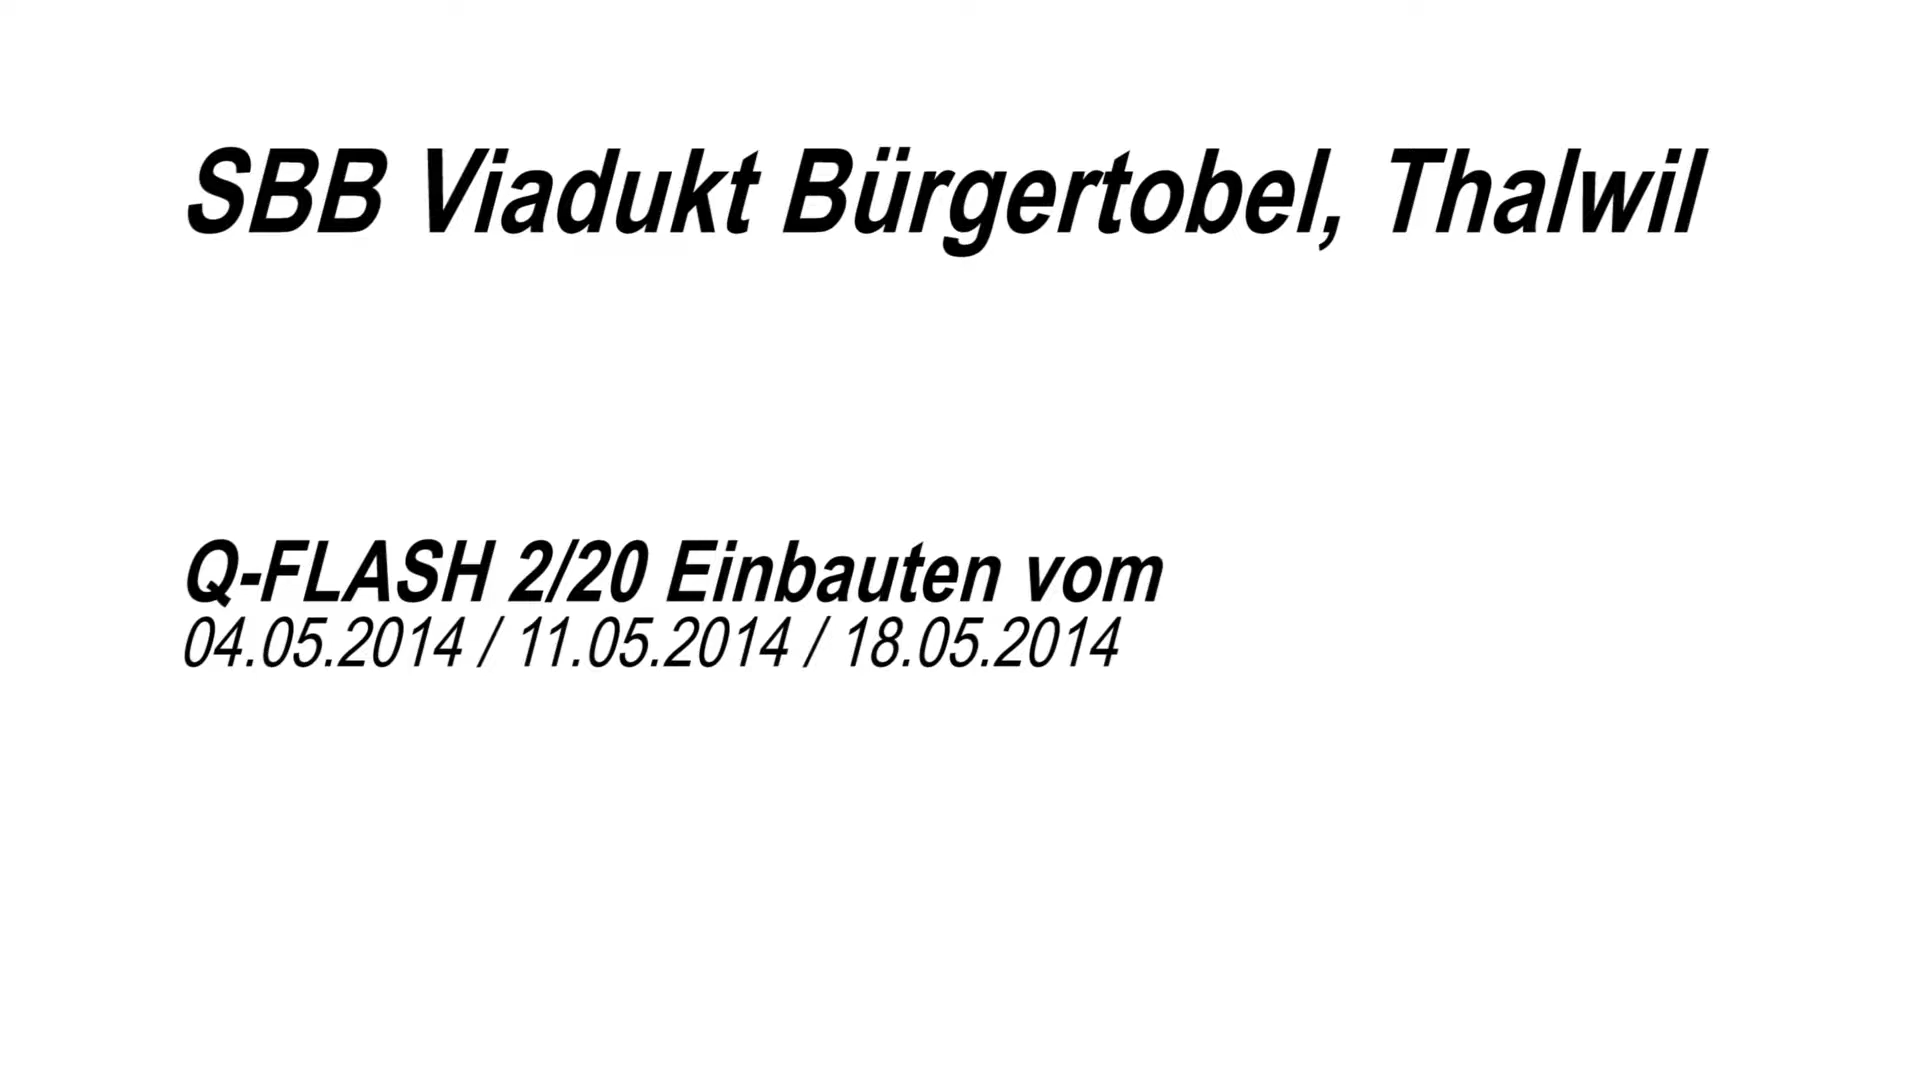 SBB Viadukt Bürgertobel, Thalwil
Q-FLASH 2/20 Einbauten vom
04.05.2014 / 11.05.2014 / 18.05.2014